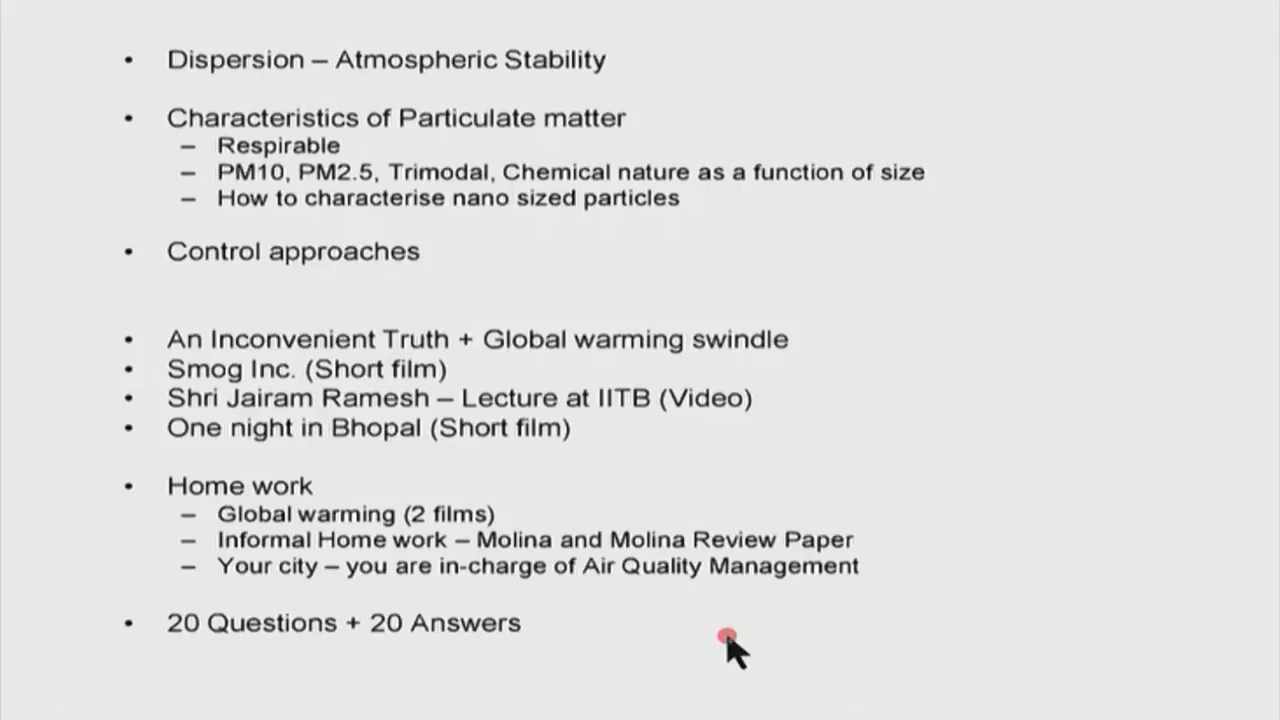 • Dispersion – Atmospheric Stability
• Characteristics of Particulate matter
– Respirable
– PM10, PM2.5, Trimodal, Chemical nature as a function of size
– How to characterise nano sized particles
• Control approaches
• An Inconvenient Truth + Global warming swindle
• Smog Inc. (Short film)
• Shri Jairam Ramesh – Lecture at IITB (Video)
• One night in Bhopal (Short film)
• Home work
– Global warming (2 films)
– Informal Home work – Molina and Molina Review Paper
– Your city – you are in-charge of Air Quality Management
• 20 Questions + 20 Answers